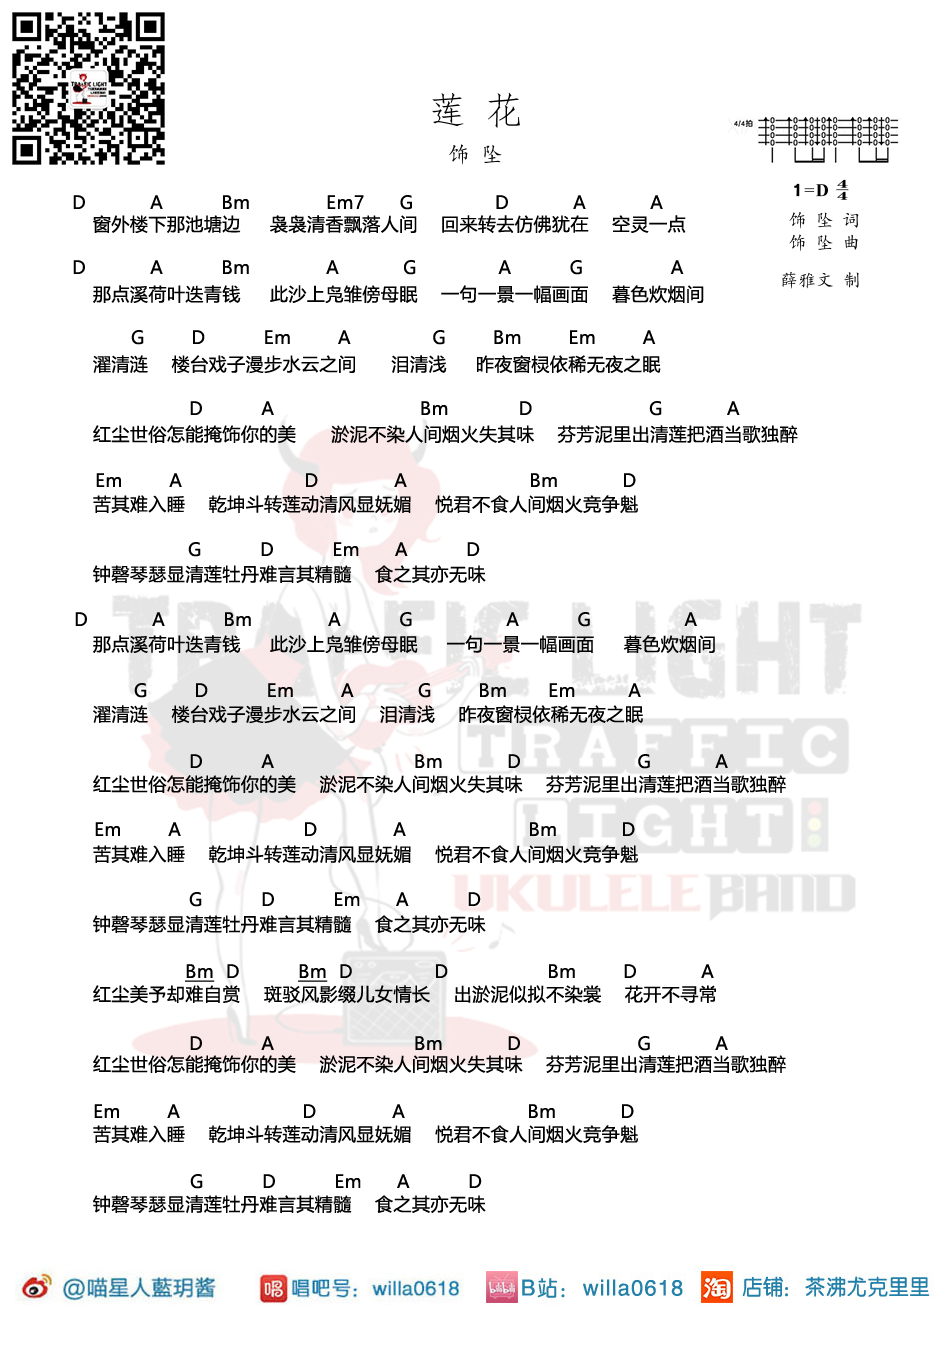 莲 花
饰 坠
4/4拍
1=D 4/4
饰 坠 词
饰 坠 曲
薛雅文 制
D A Bm Em7 G D A A
窗外楼下那池塘边 袅袅清香飘落人间 回来转去仿佛犹在 空灵一点
D A Bm A G A G A
那点溪荷叶迭青钱 此沙上凫雏傍母眠 一句一景一幅画面 暮色炊烟间
G D Em A G Bm Em A
濯清涟 楼台戏子漫步水云之间 泪清浅 昨夜窗棂依稀无夜之眠
D A Bm D G A
红尘世俗怎能掩饰你的美 淤泥不染人间烟火失其味 芬芳泥里出清莲把酒当歌独醉
Em A D A Bm D
苦其难入睡 乾坤斗转莲动清风显妩媚 悦君不食人间烟火竞争魁
G D Em A D
钟磬琴瑟显清莲牡丹难言其精髓 食之其亦无味
D A Bm A G A G A
那点溪荷叶迭青钱 此沙上凫雏傍母眠 一句一景一幅画面 暮色炊烟间
G D Em A G Bm Em A
濯清涟 楼台戏子漫步水云之间 泪清浅 昨夜窗棂依稀无夜之眠
D A Bm D G A
红尘世俗怎能掩饰你的美 淤泥不染人间烟火失其味 芬芳泥里出清莲把酒当歌独醉
Em A D A Bm D
苦其难入睡 乾坤斗转莲动清风显妩媚 悦君不食人间烟火竞争魁
G D Em A D
钟磬琴瑟显清莲牡丹难言其精髓 食之其亦无味
Bm D Bm D D Bm D A
红尘美予却难自赏 斑驳风影缀儿女情长 出淤泥似拟不染裳 花开不寻常
D A Bm D G A
红尘世俗怎能掩饰你的美 淤泥不染人间烟火失其味 芬芳泥里出清莲把酒当歌独醉
Em A D A Bm D
苦其难入睡 乾坤斗转莲动清风显妩媚 悦君不食人间烟火竞争魁
G D Em A D
钟磬琴瑟显清莲牡丹难言其精髓 食之其亦无味
TRAFFIC LIGHT
TRAFFIC
LIGHT
UKULELE BAND
@喵星人藍玥酱 唱 唱吧号：willa0618 bilibili B站：willa0618 淘 店铺：茶沸尤克里里